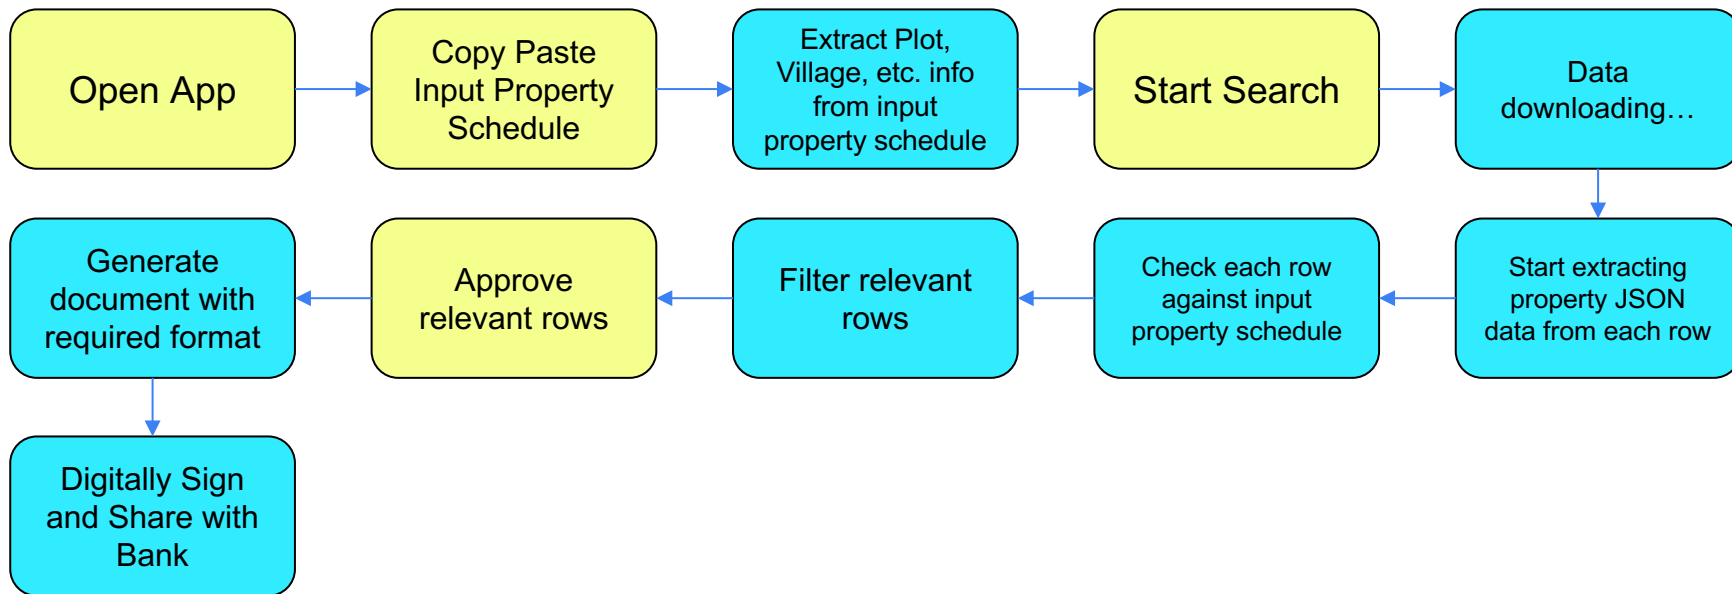 Open App
Copy Paste
Input Property
Schedule
Extract Plot,
Village, etc. info
from input
property schedule
Start Search
Data
downloading…
Start extracting
property JSON
data from each row
Check each row
against input
property schedule
Filter relevant
rows
Approve
relevant rows
Generate
document with
required format
Digitally Sign
and Share with
Bank